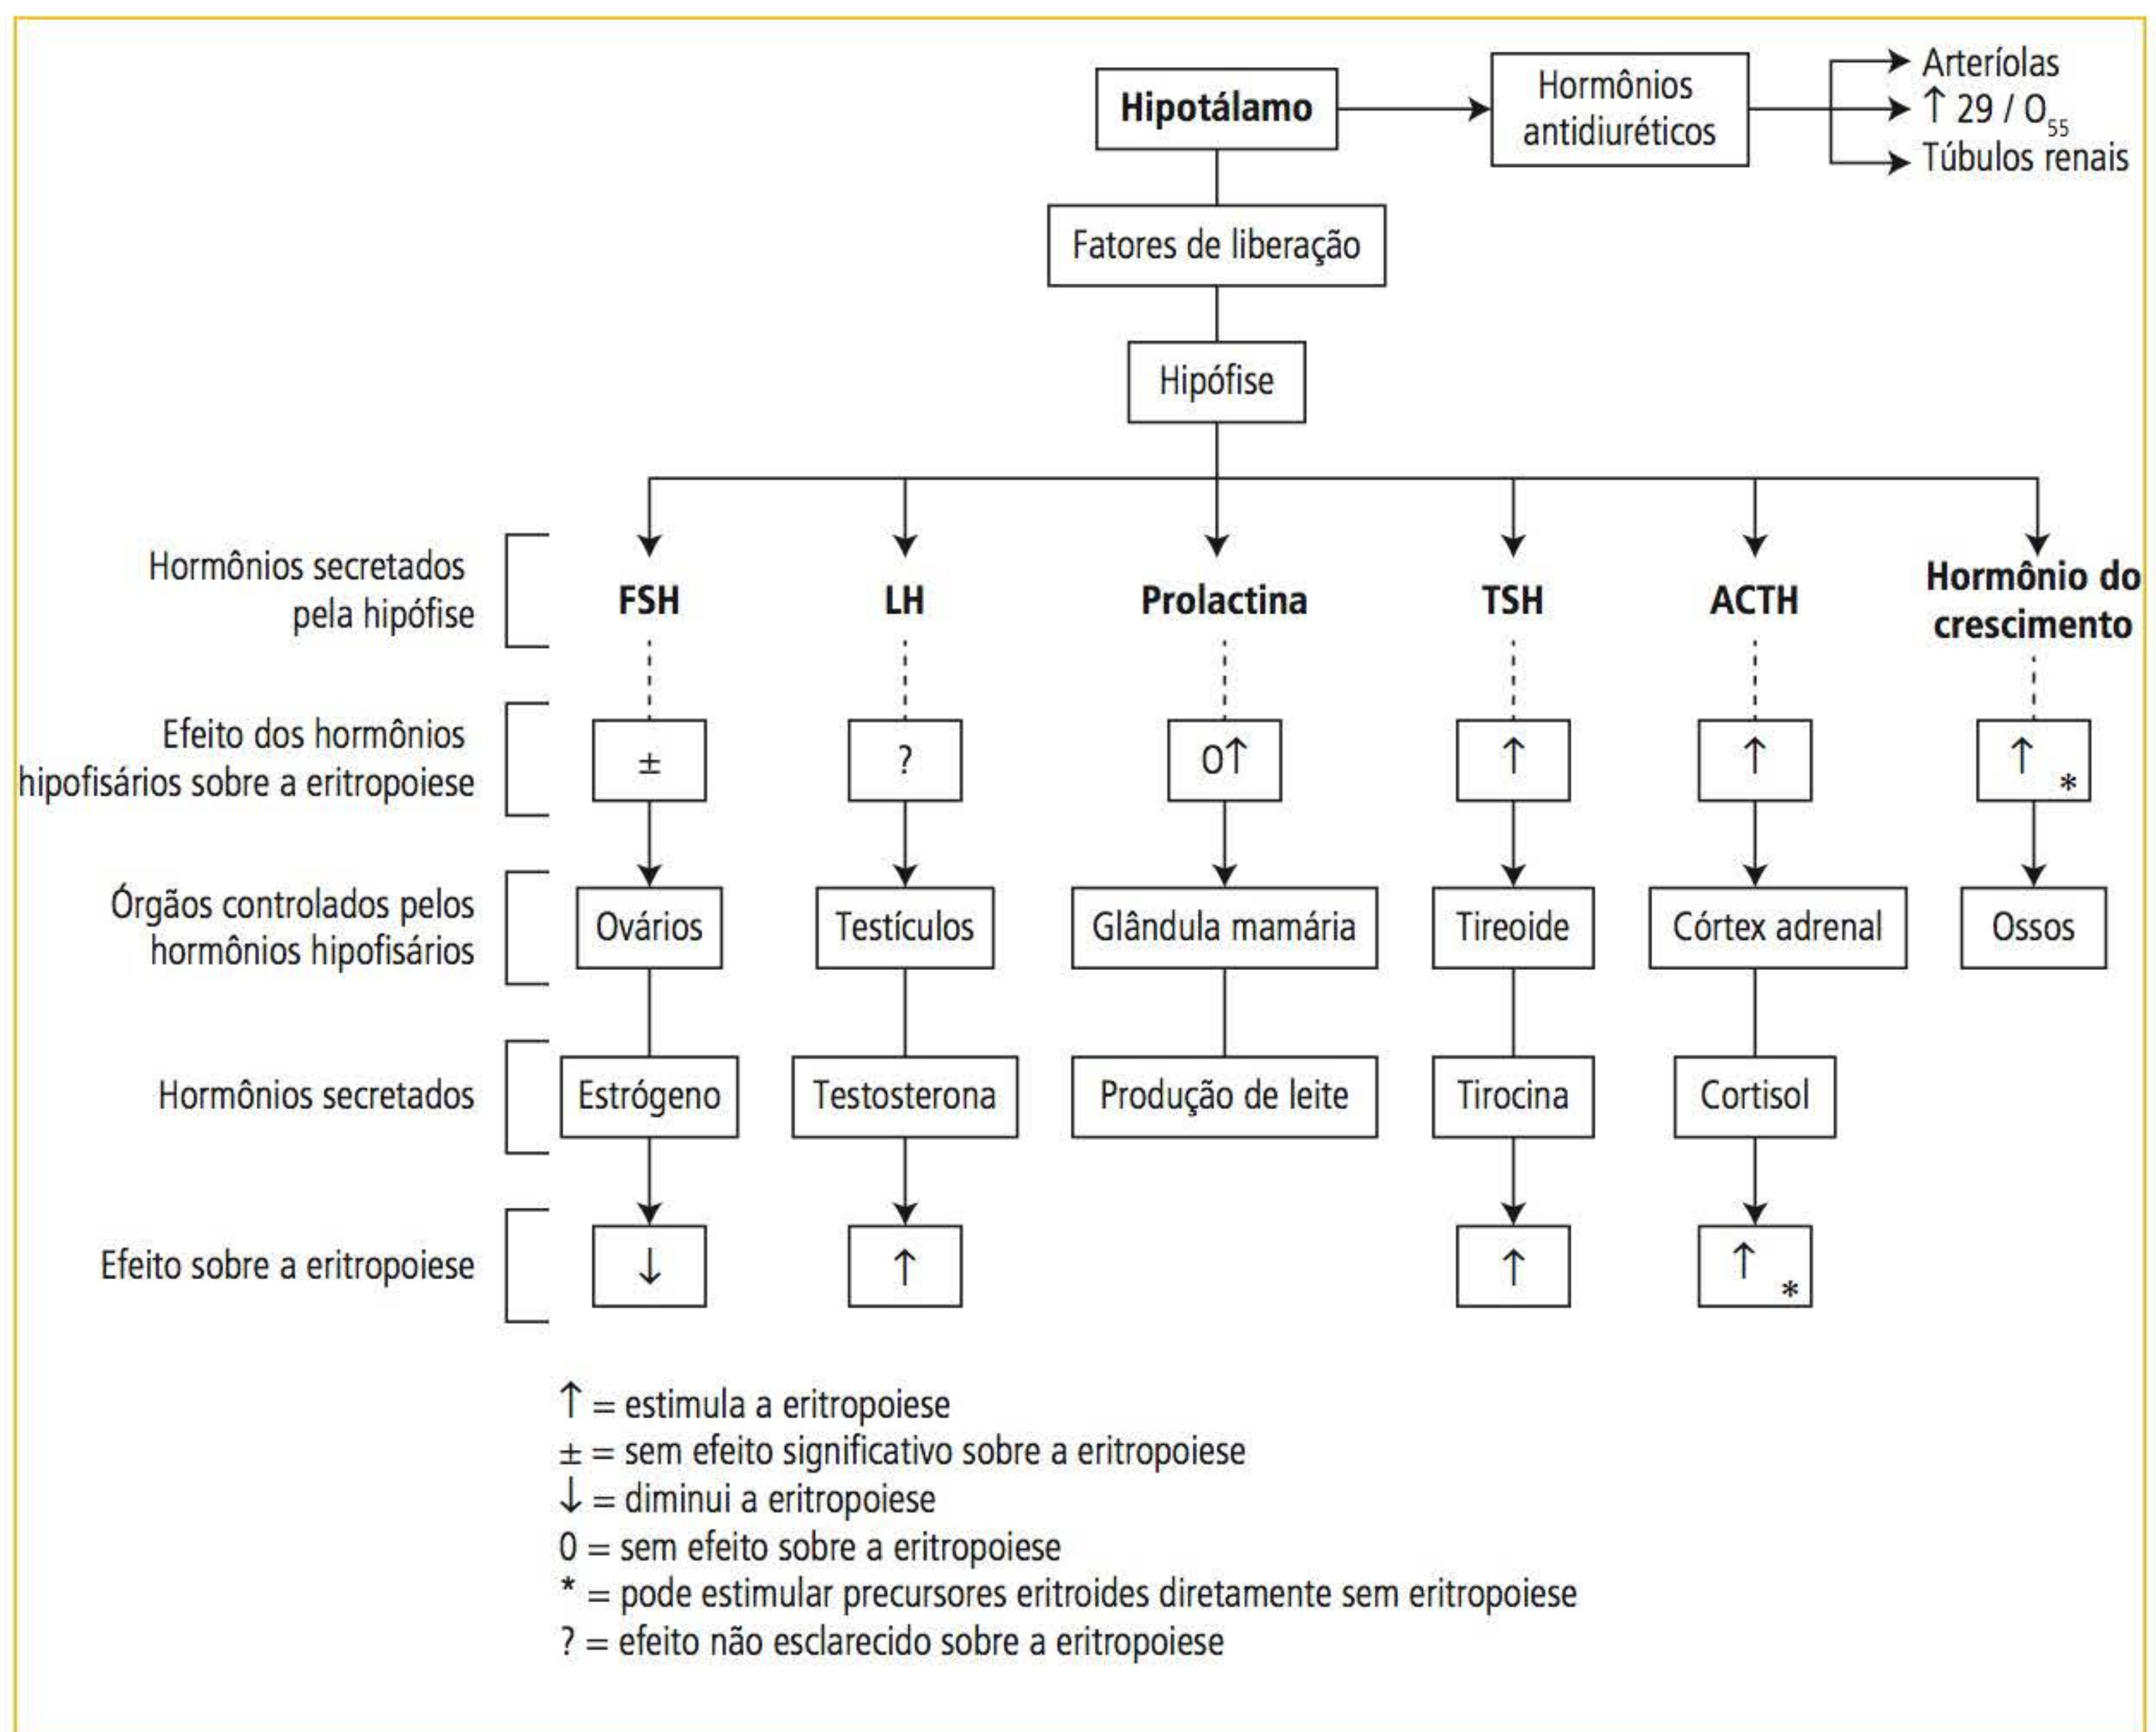 Hipotálamo
Hormônios
antidiuréticos
Arteríolas
↑ 29 / O55
Túbulos renais
Fatores de liberação
Hipófise
Hormônios secretados
pela hipófise
FSH
LH
Prolactina
TSH
ACTH
Hormônio do
crescimento
Efeito dos hormônios
hipofisários sobre a eritropoiese
±
?
0↑
↑
↑
↑ *
Órgãos controlados pelos
hormônios hipofisários
Ovários
Testículos
Glândula mamária
Tireoide
Córtex adrenal
Ossos
Hormônios secretados
Estrógeno
Testosterona
Produção de leite
Tirocina
Cortisol
Efeito sobre a eritropoiese
↓
↑
↑
↑ *
↑ = estimula a eritropoiese
± = sem efeito significativo sobre a eritropoiese
↓ = diminui a eritropoiese
0 = sem efeito sobre a eritropoiese
* = pode estimular precursores eritroides diretamente sem eritropoiese
? = efeito não esclarecido sobre a eritropoiese